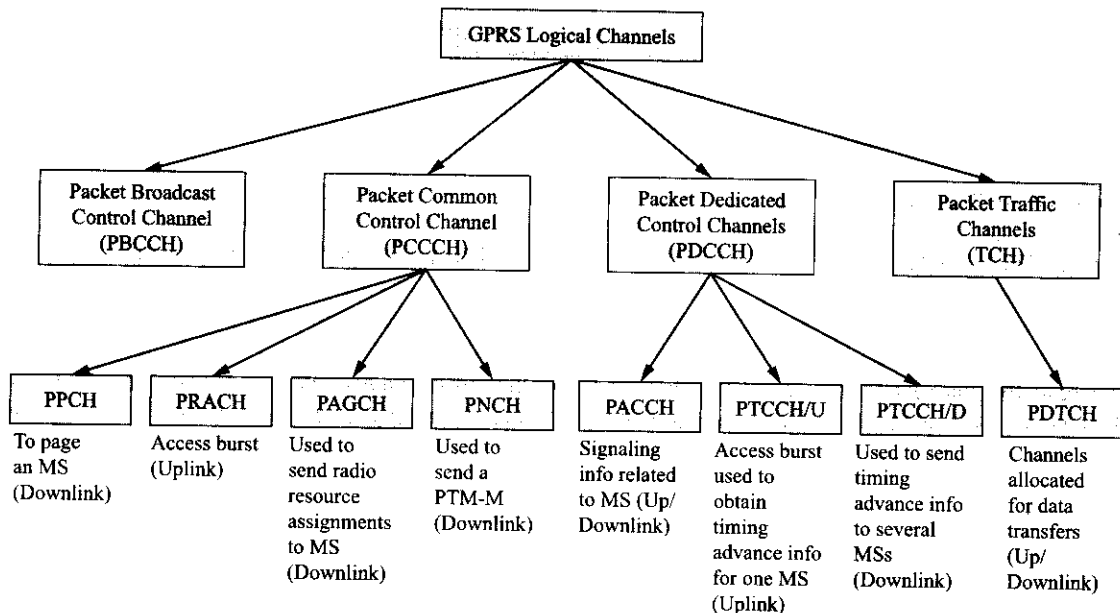 GPRS Logical Channels
Packet Broadcast
Control Channel
(PBCCH)
Packet Common
Control Channel
(PCCCH)
Packet Dedicated
Control Channels
(PDCCH)
Packet Traffic
Channels
(TCH)
PPCH
To page
an MS
(Downlink)
PRACH
Access burst
(Uplink)
PAGCH
Used to
send radio
resource
assignments
to MS
(Downlink)
PNCH
Used to
send a
PTM-M
(Downlink)
PACCH
Signaling
info related
to MS (Up/
Downlink)
PTCCH/U
Access burst
used to
obtain
timing
advance info
for one MS
(Uplink)
PTCCH/D
Used to send
timing
advance info
to several
MSs
(Downlink)
PDTCH
Channels
allocated
for data
transfers
(Up/
Downlink)